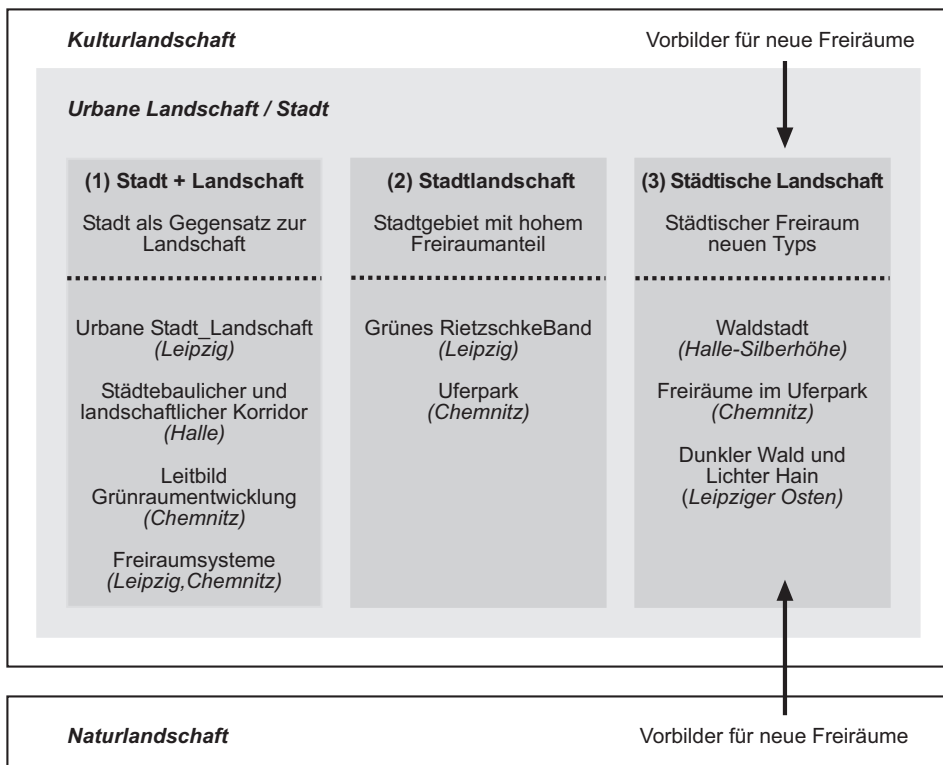 Kulturlandschaft
Vorbilder für neue Freiräume
Urbane Landschaft / Stadt
(1) Stadt + Landschaft
Stadt als Gegensatz zur
Landschaft
Urbane Stadt_Landschaft
(Leipzig)
Städtebaulicher und
landschaftlicher Korridor
(Halle)
Leitbild
Grünraumentwicklung
(Chemnitz)
Freiraumsysteme
(Leipzig,Chemnitz)
(2) Stadtlandschaft
Stadtgebiet mit hohem
Freiraumanteil
Grünes RietzschkeBand
(Leipzig)
Uferpark
(Chemnitz)
(3) Städtische Landschaft
Städtischer Freiraum
neuen Typs
Waldstadt
(Halle-Silberhöhe)
Freiräume im Uferpark
(Chemnitz)
Dunkler Wald und
Lichter Hain
(Leipziger Osten)
Naturlandschaft
Vorbilder für neue Freiräume